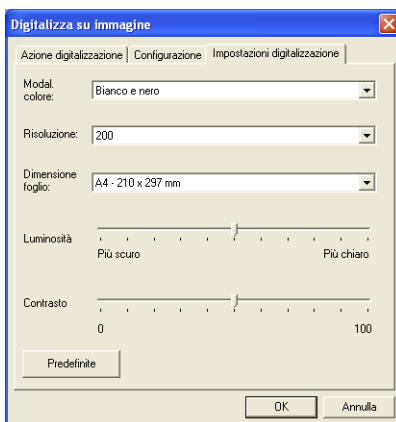 Digitalizza su immagine
Azione digitalizzazione Configurazione Impostazioni digitalizzazione
Modal.
colore:
Bianco e nero
Risoluzione:
200
Dimensione
foglio:
A4 - 210 x 297 mm
Luminosità
Più scuro Più chiaro
Contrasto
0 100
Predefinite
OK Annulla